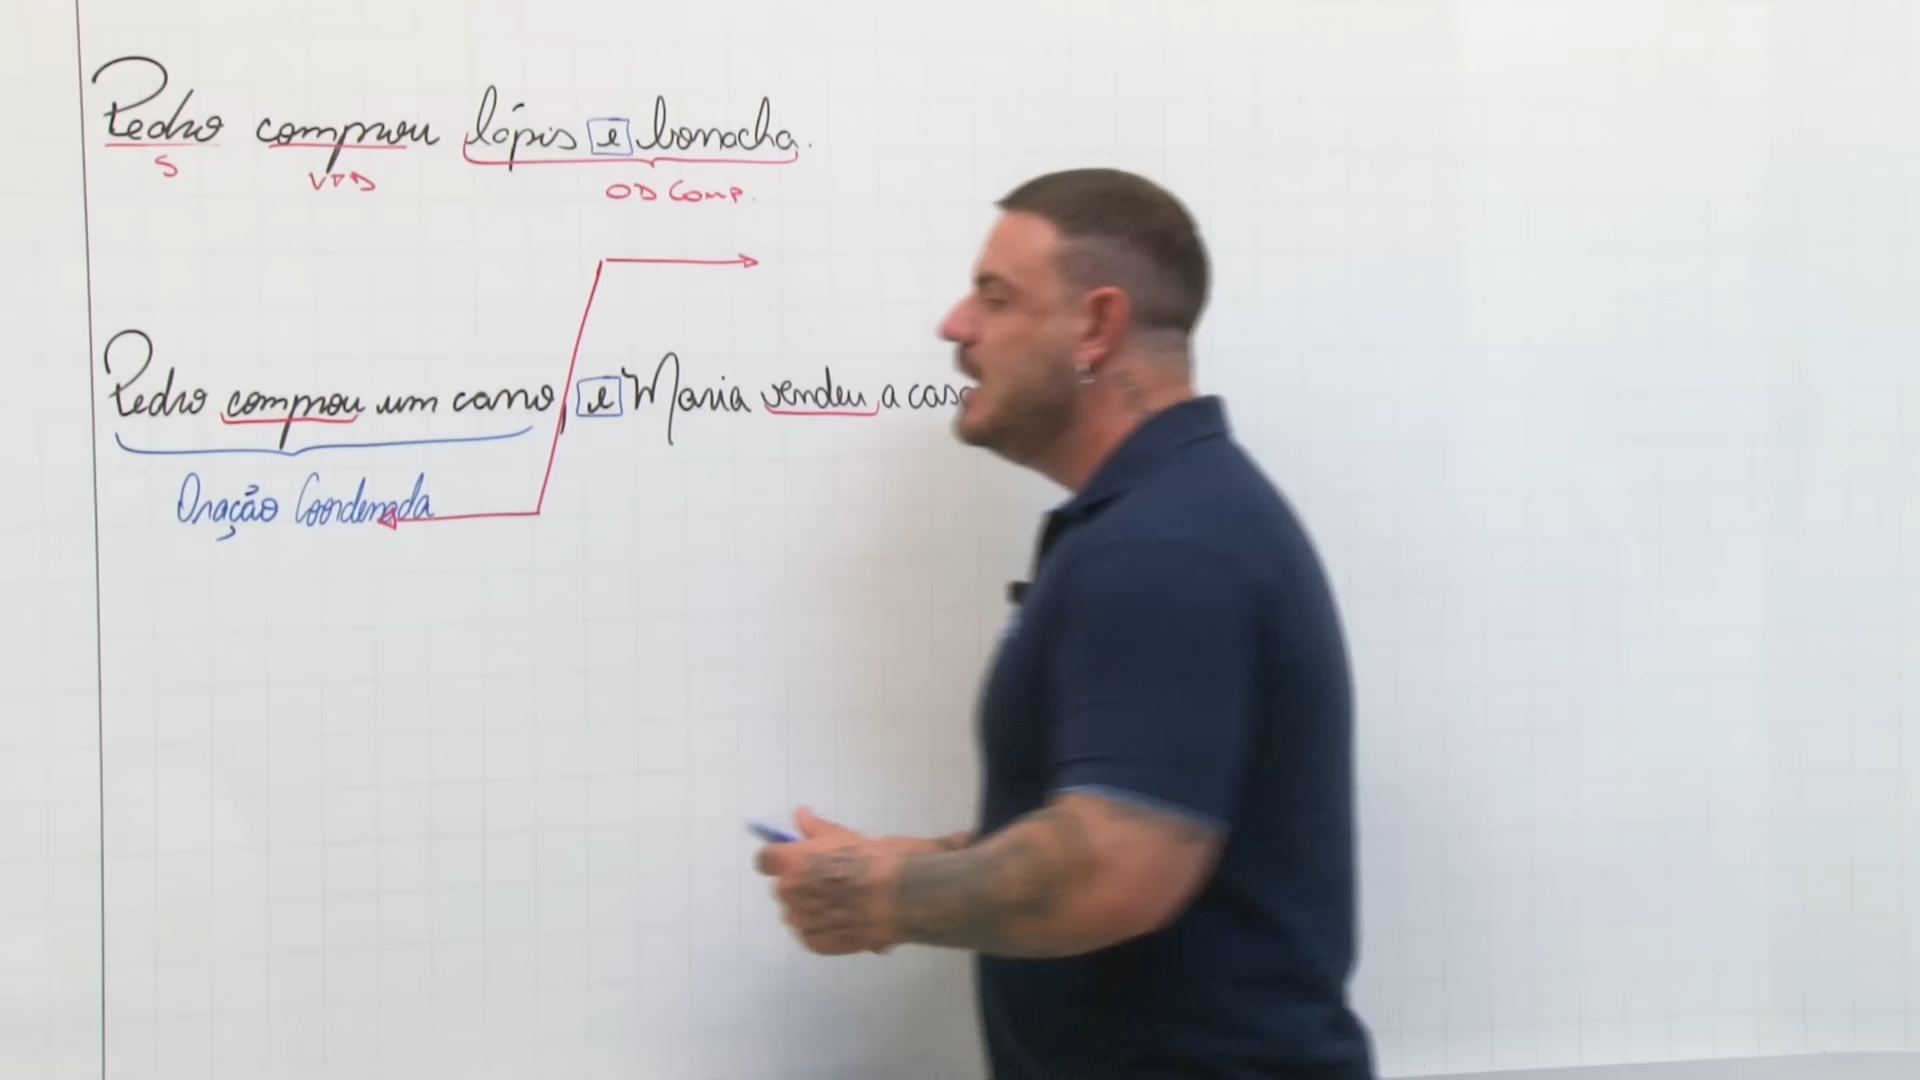 Pedro comprou lápis e borracha.
S VTD OD Comp.
Pedro comprou um carro, e Maria vendeu a casa
Oração Coordenada